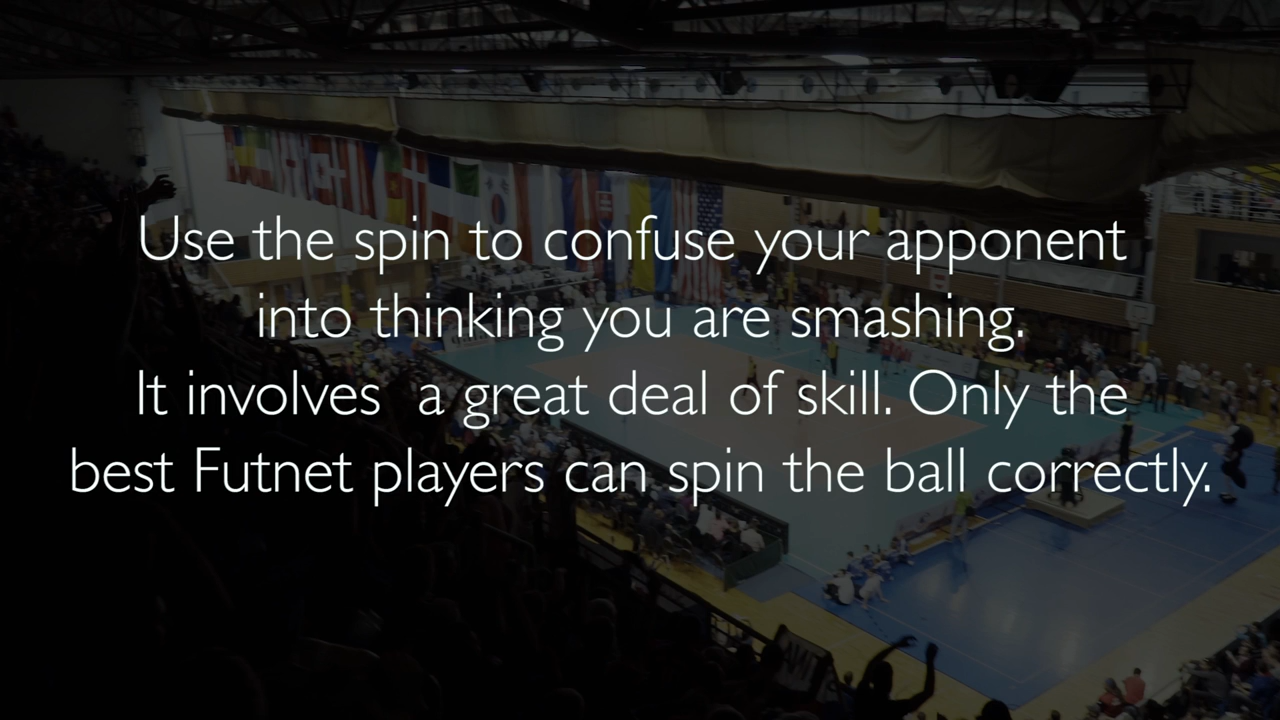 Use the spin to confuse your apponent
into thinking you are smashing.
It involves  a great deal of skill. Only the
best Futnet players can spin the ball correctly.